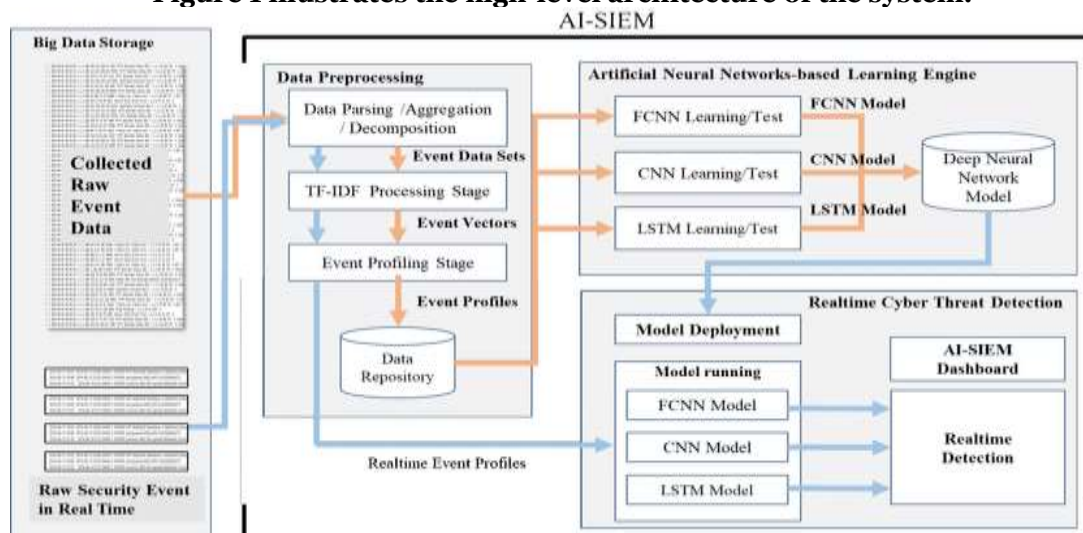 Figure 1 illustrates the high-level architecture of the system.
AI-SIEM
Big Data Storage
Collected
Raw
Event
Data
Raw Security Event
in Real Time
Data Preprocessing
Data Parsing /Aggregation
/ Decomposition
Event Data Sets
TF-IDF Processing Stage
Event Vectors
Event Profiling Stage
Event Profiles
Data
Repository
Realtime Event Profiles
Artificial Neural Networks-based Learning Engine
FCNN Learning/Test
FCNN Model
CNN Learning/Test
CNN Model
LSTM Learning/Test
LSTM Model
Deep Neural
Network
Model
Realtime Cyber Threat Detection
Model Deployment
Model running
FCNN Model
CNN Model
LSTM Model
AI-SIEM
Dashboard
Realtime
Detection